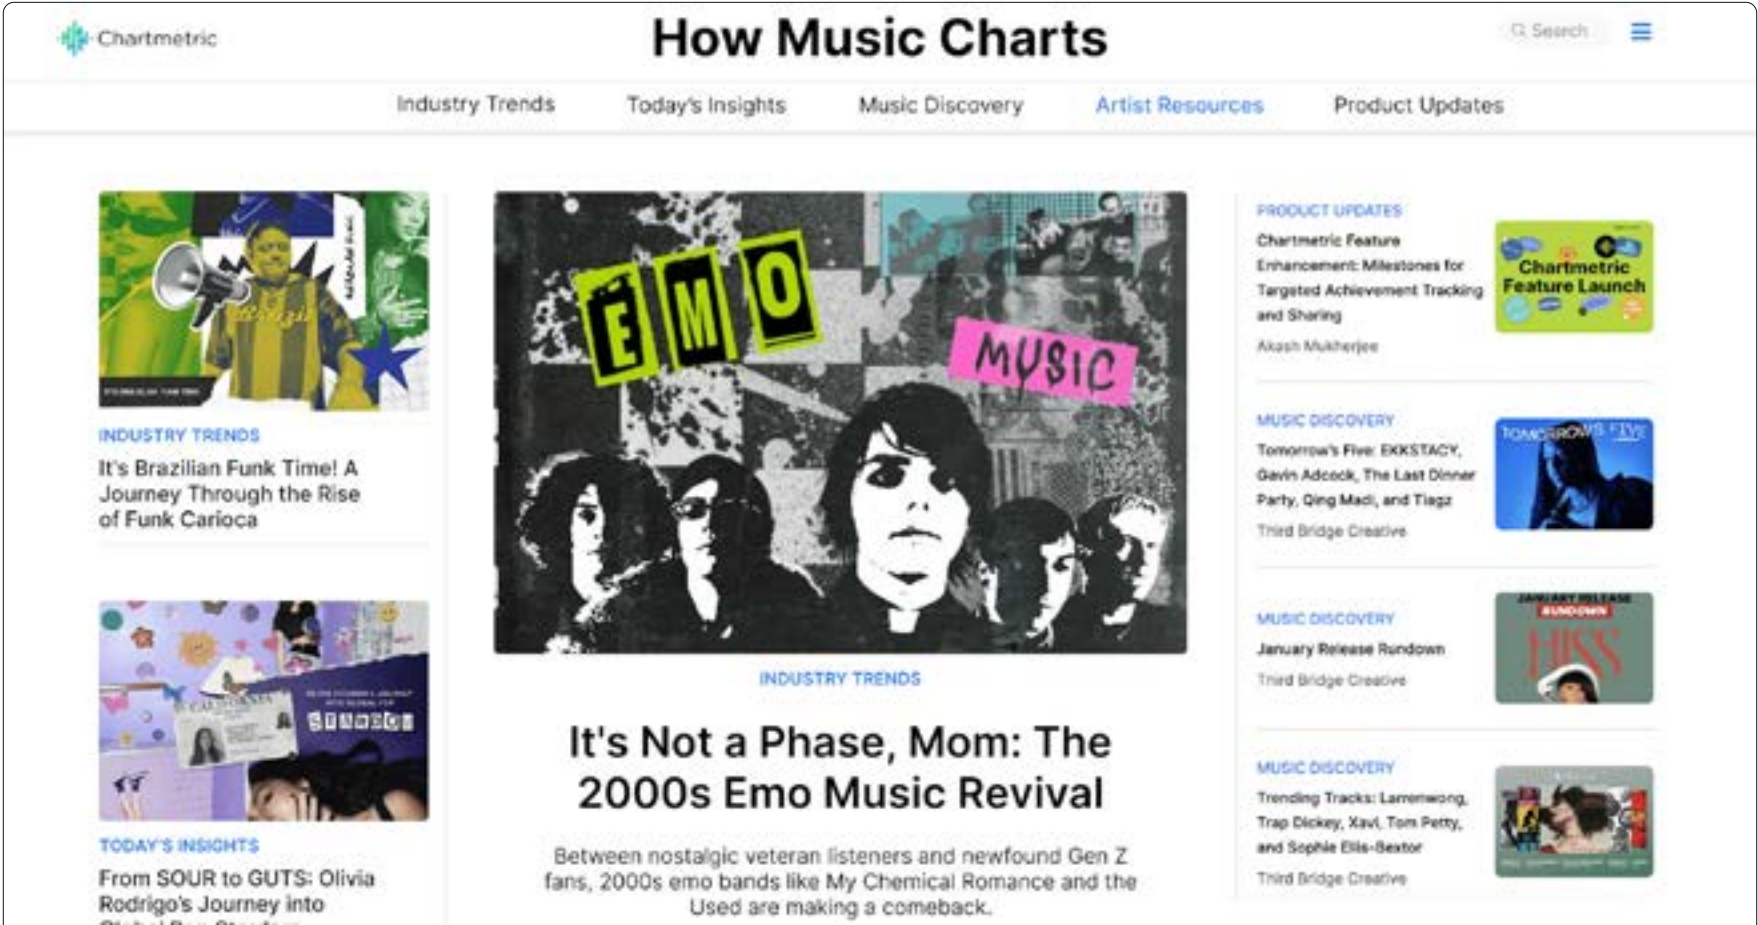 Chartmetric
How Music Charts
Search
Industry Trends
Today's Insights
Music Discovery
Artist Resources
Product Updates
INDUSTRY TRENDS
It's Brazilian Funk Time! A
Journey Through the Rise
of Funk Carioca
CALIFORNIA
STARDOM
TODAY'S INSIGHTS
From SOUR to GUTS: Olivia
Rodrigo's Journey into
EMO
MUSIC
INDUSTRY TRENDS
It's Not a Phase, Mom: The
2000s Emo Music Revival
Between nostalgic veteran listeners and newfound Gen Z
fans, 2000s emo bands like My Chemical Romance and the
Used are making a comeback.
PRODUCT UPDATES
Chartmetric Feature
Enhancement: Milestones for
Targeted Achievement Tracking
and Sharing
Akash Mukherjee
Chartmetric
Feature Launch
MUSIC DISCOVERY
Tomorrow's Five: EKKSTACY,
Gavin Adcock, The Last Dinner
Party, Qing Madi, and Tiagz
Third Bridge Creative
TOMORROW'S FIVE
MUSIC DISCOVERY
January Release Rundown
Third Bridge Creative
JANUARY RELEASE
RUNDOWN
MISS
MUSIC DISCOVERY
Trending Tracks: Larrenwong,
Trap Dickey, Xavi, Tom Petty,
and Sophie Ellis-Bextor
Third Bridge Creative